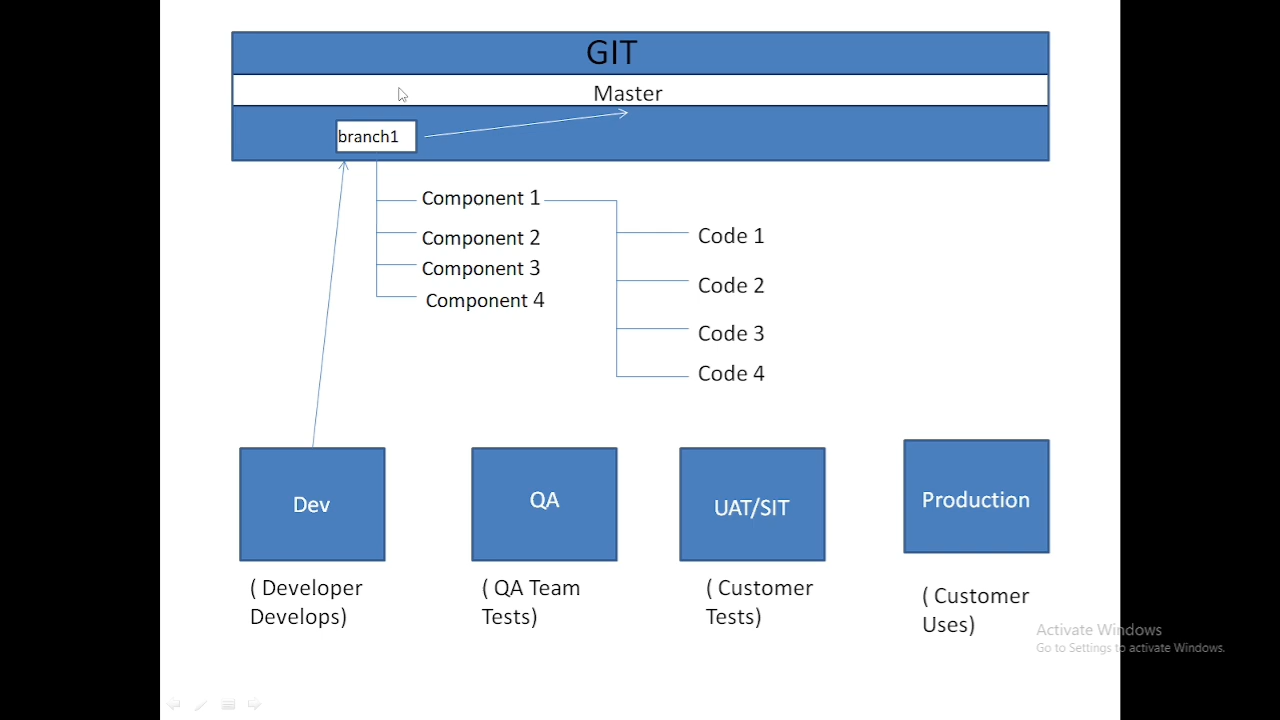 GIT
Master
branch1
Component 1
Component 2
Component 3
Component 4
Code 1
Code 2
Code 3
Code 4
Dev
QA
UAT/SIT
Production
( Developer
Develops)
( QA Team
Tests)
( Customer
Tests)
( Customer
Uses)
Activate Windows
Go to Settings to activate Windows.